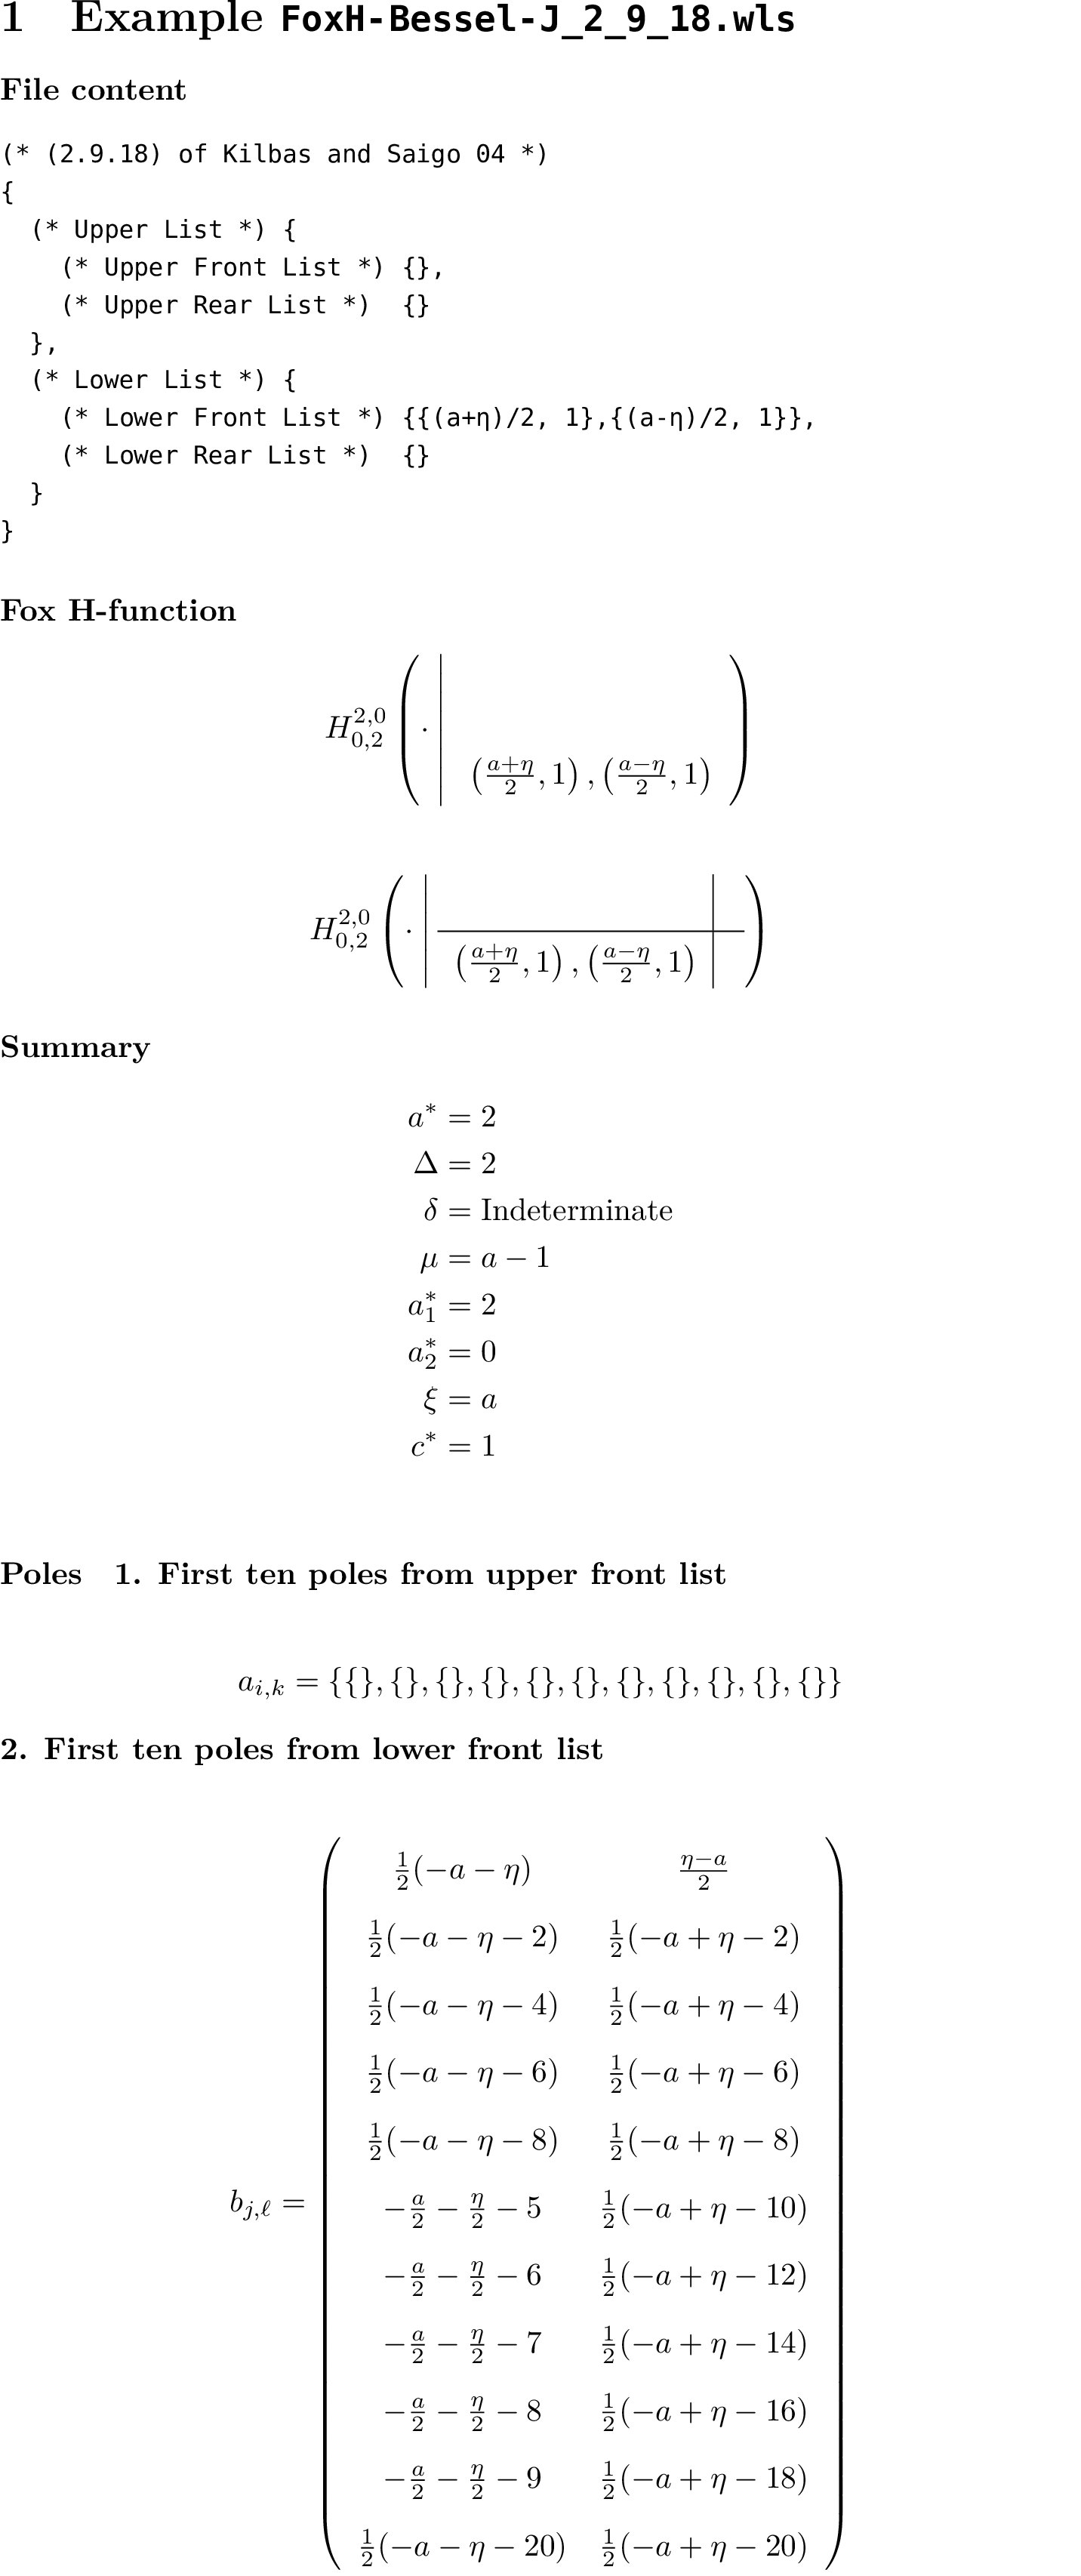 1 Example FoxH-Bessel-J_2_9_18.wls
File content
(* (2.9.18) of Kilbas and Saigo 04 *)
{
  (* Upper List *) {
    (* Upper Front List *) {},
    (* Upper Rear List *)  {}
  },
  (* Lower List *) {
    (* Lower Front List *) {{(a+η)/2, 1},{(a-η)/2, 1}},
    (* Lower Rear List *)  {}
  }
}
Fox H-function
$H_{0,2}^{2,0}\left(\cdot\left|\left(\frac{a+\eta}{2},1\right),\left(\frac{a-\eta}{2},1\right)\right.\right)$
$H_{0,2}^{2,0}\left(\cdot\left|\begin{array}{c|c} & \\ \hline \left(\frac{a+\eta}{2},1\right),\left(\frac{a-\eta}{2},1\right) & \end{array}\right.\right)$
Summary
$a^* = 2$
$\Delta = 2$
$\delta = \text{Indeterminate}$
$\mu = a - 1$
$a_1^* = 2$
$a_2^* = 0$
$\xi = a$
$c^* = 1$
Poles 1. First ten poles from upper front list
$a_{i,k} = \{\{\},\{\},\{\},\{\},\{\},\{\},\{\},\{\},\{\},\{\},\{\}\}$
2. First ten poles from lower front list
$b_{j,\ell} = \left(\begin{array}{cc}
\frac{1}{2}(-a-\eta) & \frac{\eta-a}{2} \\
\frac{1}{2}(-a-\eta-2) & \frac{1}{2}(-a+\eta-2) \\
\frac{1}{2}(-a-\eta-4) & \frac{1}{2}(-a+\eta-4) \\
\frac{1}{2}(-a-\eta-6) & \frac{1}{2}(-a+\eta-6) \\
\frac{1}{2}(-a-\eta-8) & \frac{1}{2}(-a+\eta-8) \\
-\frac{a}{2}-\frac{\eta}{2}-5 & \frac{1}{2}(-a+\eta-10) \\
-\frac{a}{2}-\frac{\eta}{2}-6 & \frac{1}{2}(-a+\eta-12) \\
-\frac{a}{2}-\frac{\eta}{2}-7 & \frac{1}{2}(-a+\eta-14) \\
-\frac{a}{2}-\frac{\eta}{2}-8 & \frac{1}{2}(-a+\eta-16) \\
-\frac{a}{2}-\frac{\eta}{2}-9 & \frac{1}{2}(-a+\eta-18) \\
\frac{1}{2}(-a-\eta-20) & \frac{1}{2}(-a+\eta-20)
\end{array}\right)$